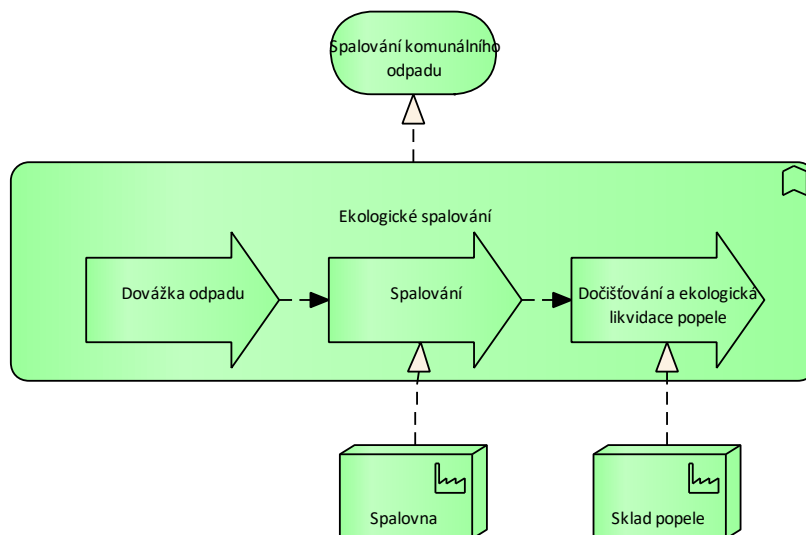 Spalování komunálního
odpadu
Ekologické spalování
Dovážka odpadu
Spalování
Dočišťování a ekologická
likvidace popele
Spalovna
Sklad popele